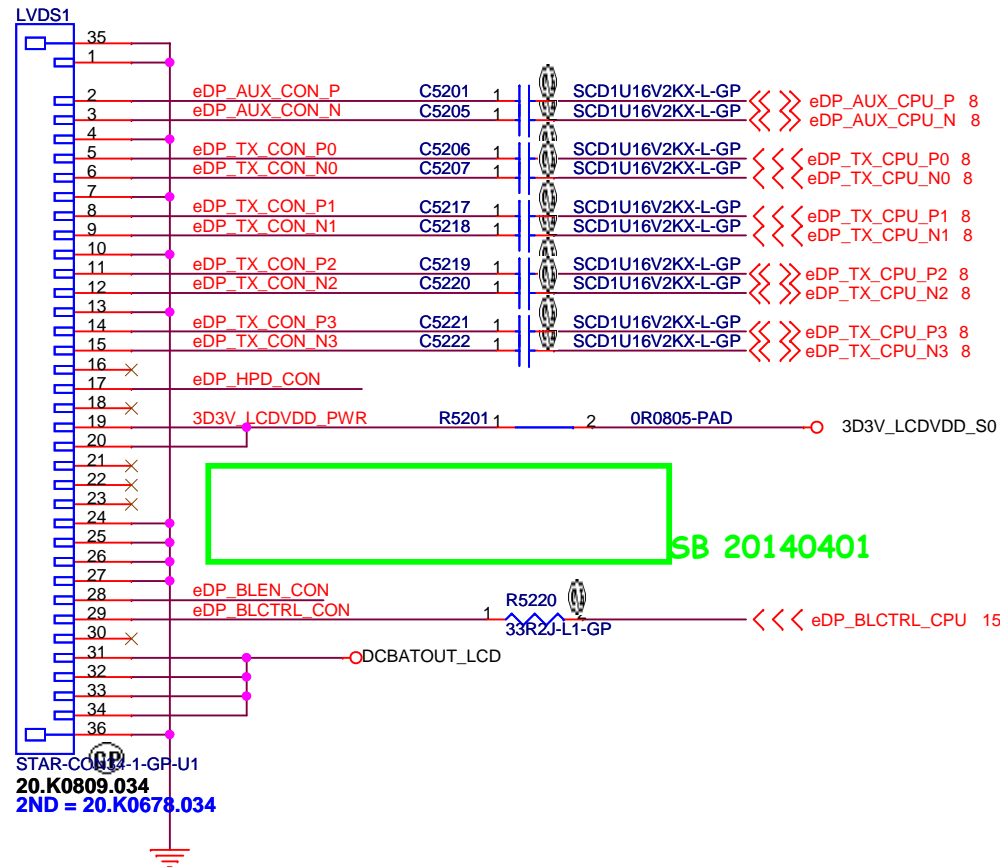 LVDS1
35
1
2 eDP_AUX_CON_P C5201 1 SCD1U16V2KX-L-GP eDP_AUX_CPU_P 8
3 eDP_AUX_CON_N C5205 1 SCD1U16V2KX-L-GP eDP_AUX_CPU_N 8
4
5 eDP_TX_CON_P0 C5206 1 SCD1U16V2KX-L-GP eDP_TX_CPU_P0 8
6 eDP_TX_CON_N0 C5207 1 SCD1U16V2KX-L-GP eDP_TX_CPU_N0 8
7
8 eDP_TX_CON_P1 C5217 1 SCD1U16V2KX-L-GP eDP_TX_CPU_P1 8
9 eDP_TX_CON_N1 C5218 1 SCD1U16V2KX-L-GP eDP_TX_CPU_N1 8
10
11 eDP_TX_CON_P2 C5219 1 SCD1U16V2KX-L-GP eDP_TX_CPU_P2 8
12 eDP_TX_CON_N2 C5220 1 SCD1U16V2KX-L-GP eDP_TX_CPU_N2 8
13
14 eDP_TX_CON_P3 C5221 1 SCD1U16V2KX-L-GP eDP_TX_CPU_P3 8
15 eDP_TX_CON_N3 C5222 1 SCD1U16V2KX-L-GP eDP_TX_CPU_N3 8
16
17 eDP_HPD_CON
18
19 3D3V_LCDVDD_PWR R5201 1 2 0R0805-PAD 3D3V_LCDVDD_S0
20
21
22
23
24
25
SB 20140401
26
27
28 eDP_BLEN_CON
29 eDP_BLCTRL_CON 1 R5220 2 eDP_BLCTRL_CPU 15
33R2J-L1-GP
30
31 DCBATOUT_LCD
32
33
34
36
GP
STAR-CON34-1-GP-U1
20.K0809.034
2ND = 20.K0678.034